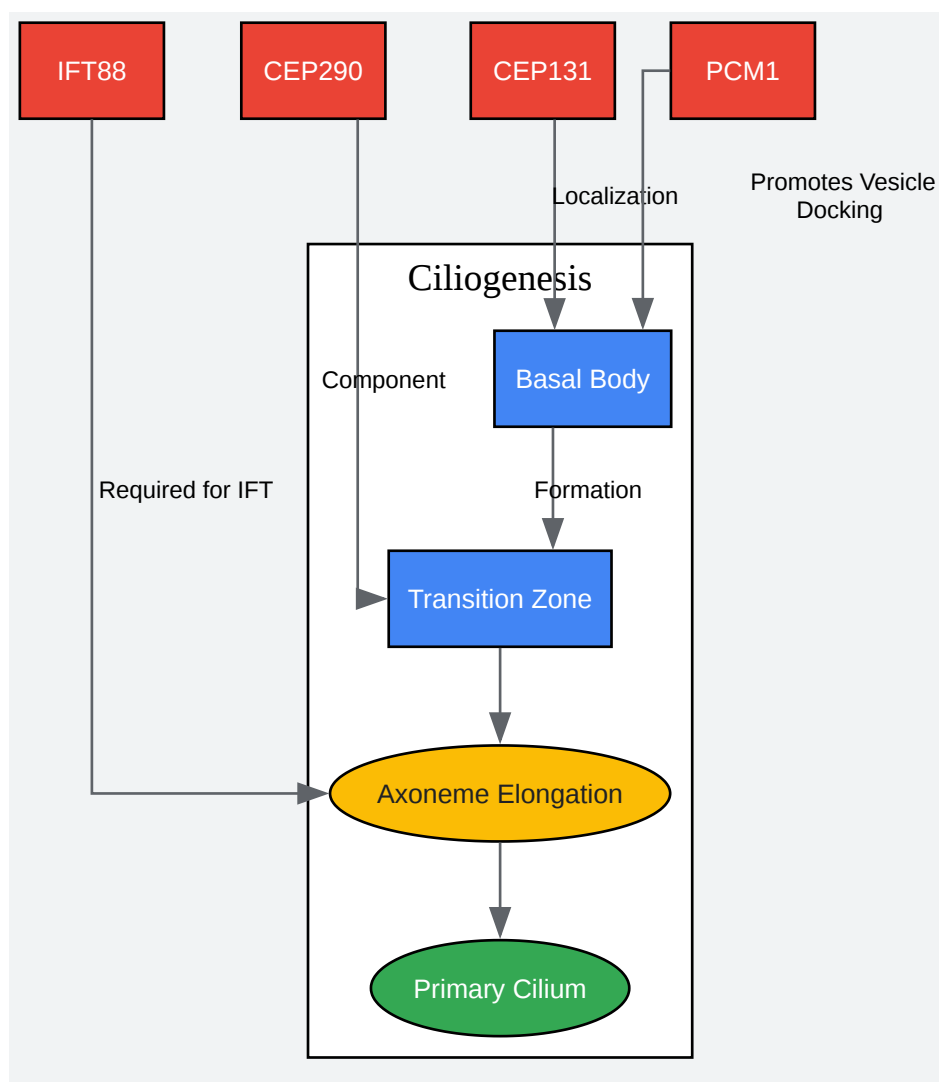 IFT88
CEP290
CEP131
PCM1
Localization
Promotes Vesicle
Docking
Ciliogenesis
Component
Basal Body
Required for IFT
Formation
Transition Zone
Axoneme Elongation
Primary Cilium